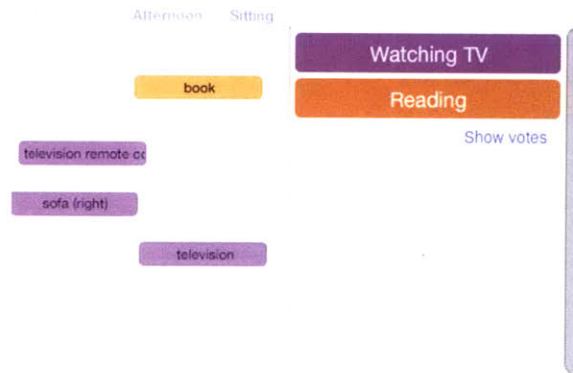 Afternoon Sitting
Watching TV
book
Reading
Show votes
television remote co
sofa (right)
television